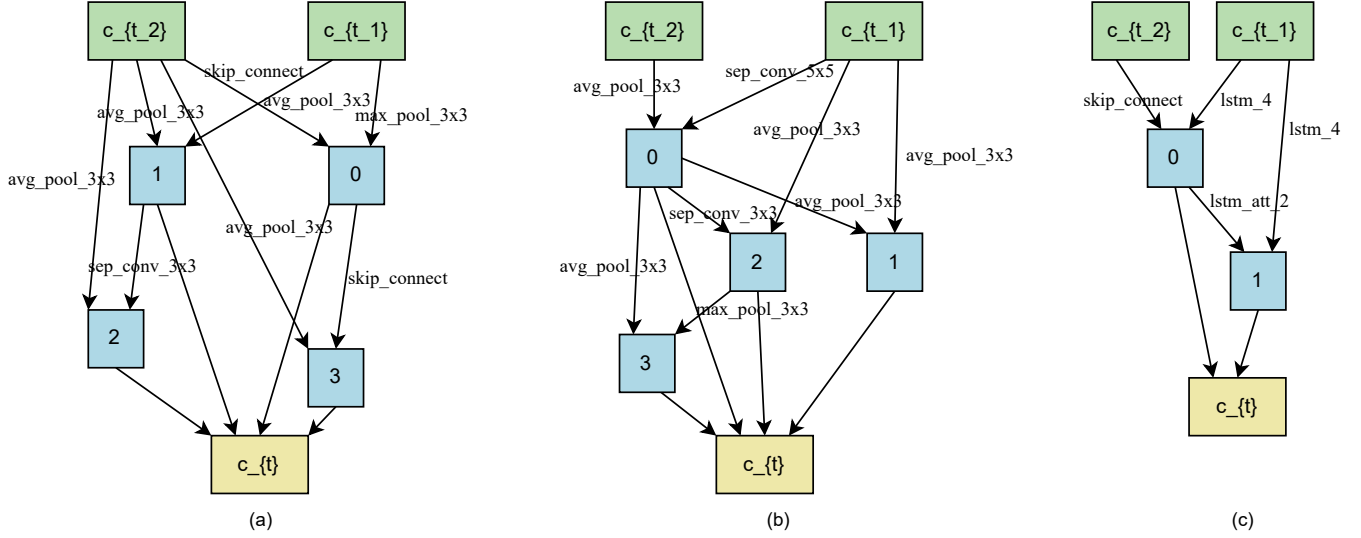 c_{t_2}
c_{t_1}
skip_connect
avg_pool_3x3
avg_pool_3x3
max_pool_3x3
1
0
avg_pool_3x3
avg_pool_3x3
sep_conv_3x3
skip_connect
2
3
c_{t}
(a)
c_{t_2}
c_{t_1}
sep_conv_5x5
avg_pool_3x3
avg_pool_3x3
0
avg_pool_3x3
avg_pool_3x3
sep_conv_3x3
2
1
avg_pool_3x3
max_pool_3x3
3
c_{t}
(b)
c_{t_2}
c_{t_1}
skip_connect
lstm_4
lstm_4
0
lstm_att_2
1
c_{t}
(c)